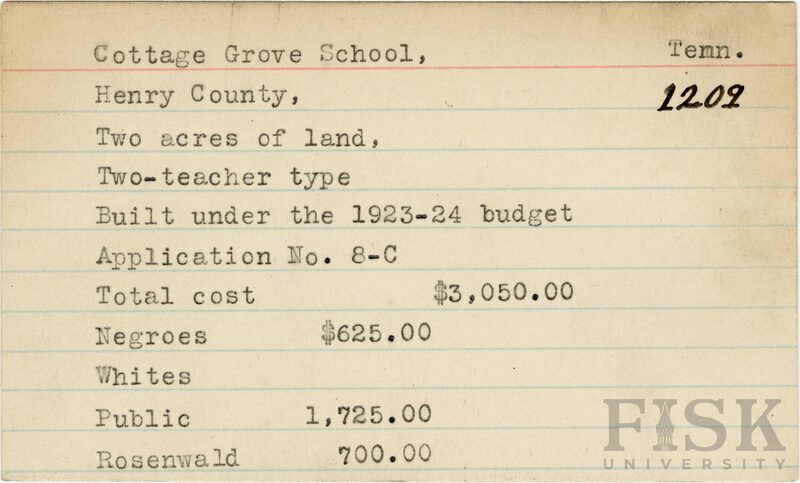 Cottage Grove School, Tenn.
Henry County, 1209
Two acres of land,
Two-teacher type
Built under the 1923-24 budget
Application No. 8-C
Total cost $3,050.00
Negroes $625.00
Whites
Public 1,725.00
Rosenwald 700.00
FISK
UNIVERSITY